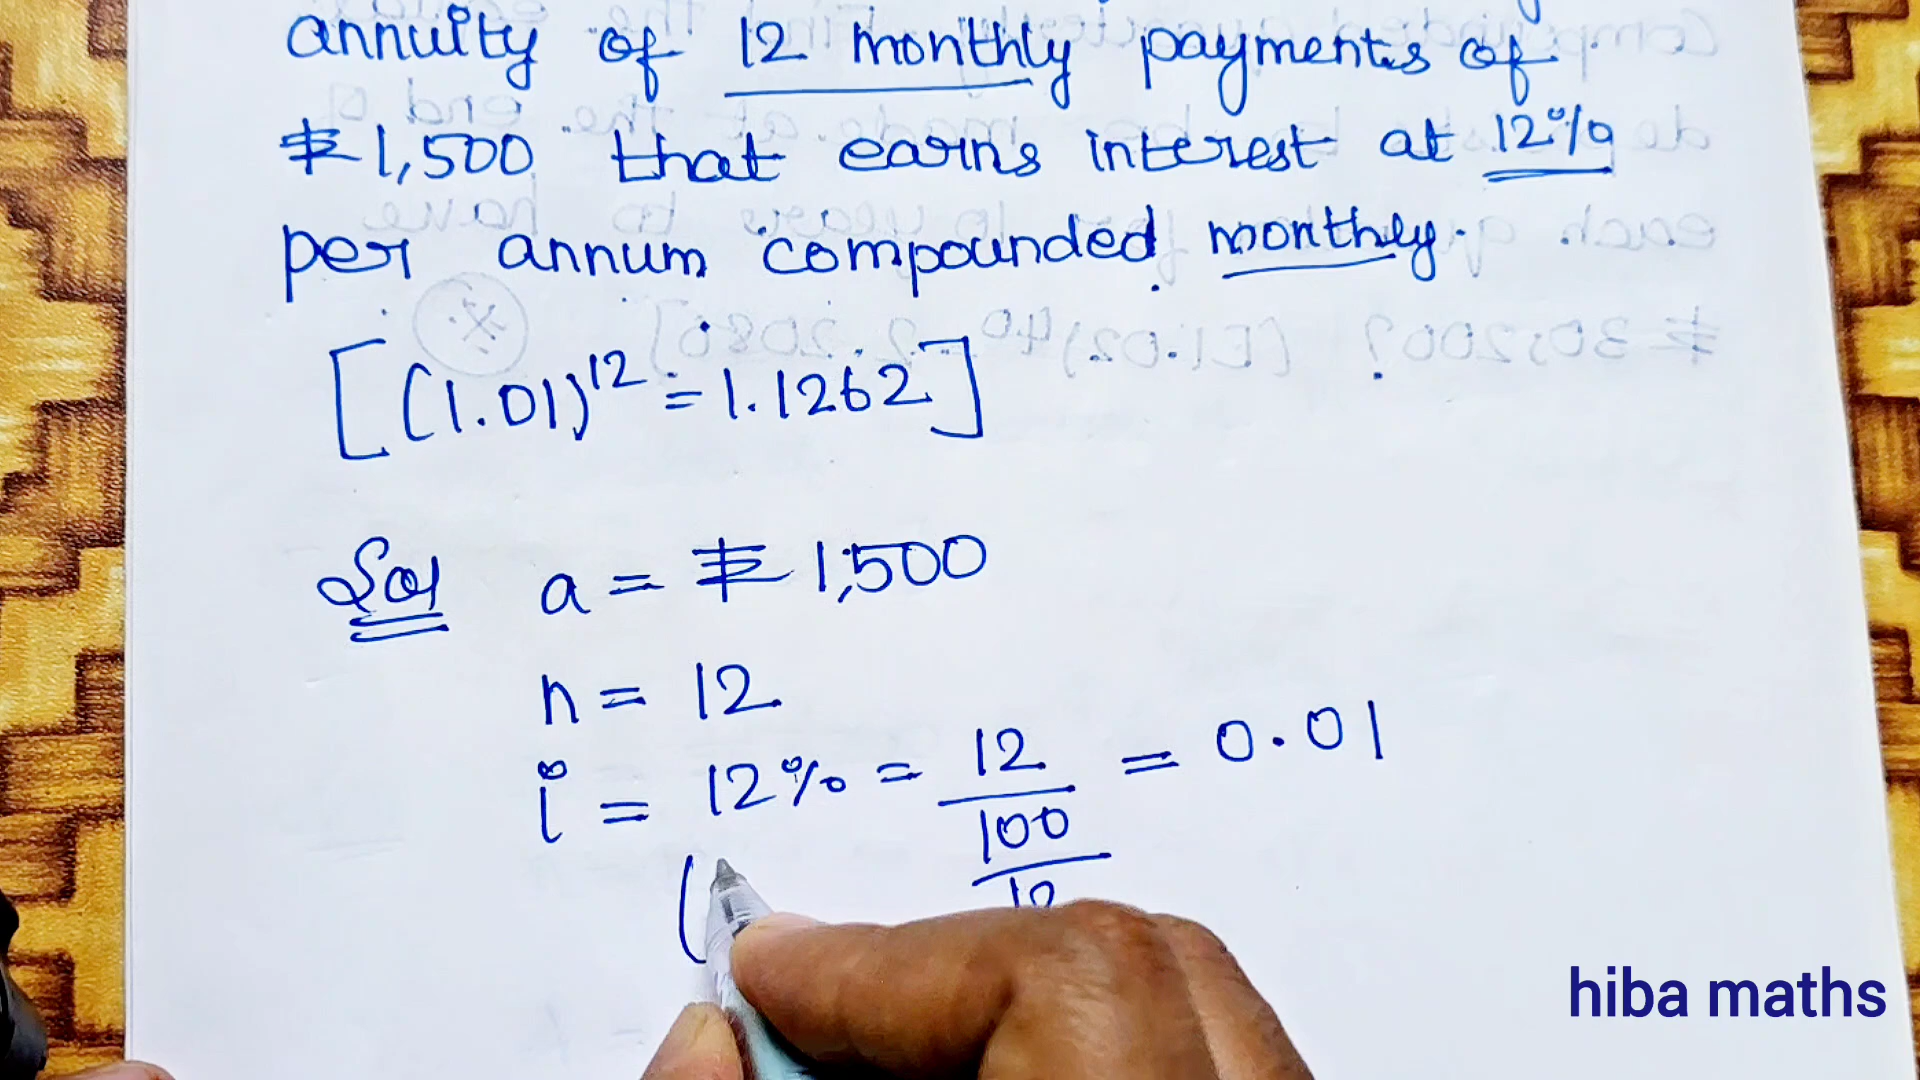 annuity of 12 monthly payments of
₹1,500 that earns interest at 12%
per annum compounded monthly.
[(1.01)^12 = 1.1262]
Sol a = ₹ 1,500
n = 12
i = 12% = 12/100/12 = 0.01
(
hiba maths